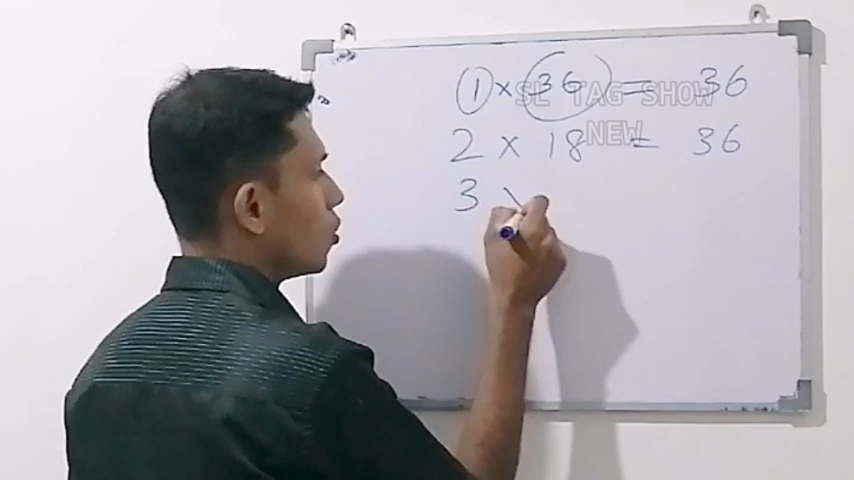 1 × 36 = 36
SL TAG SHOW
NEW
2 × 18 = 36
3